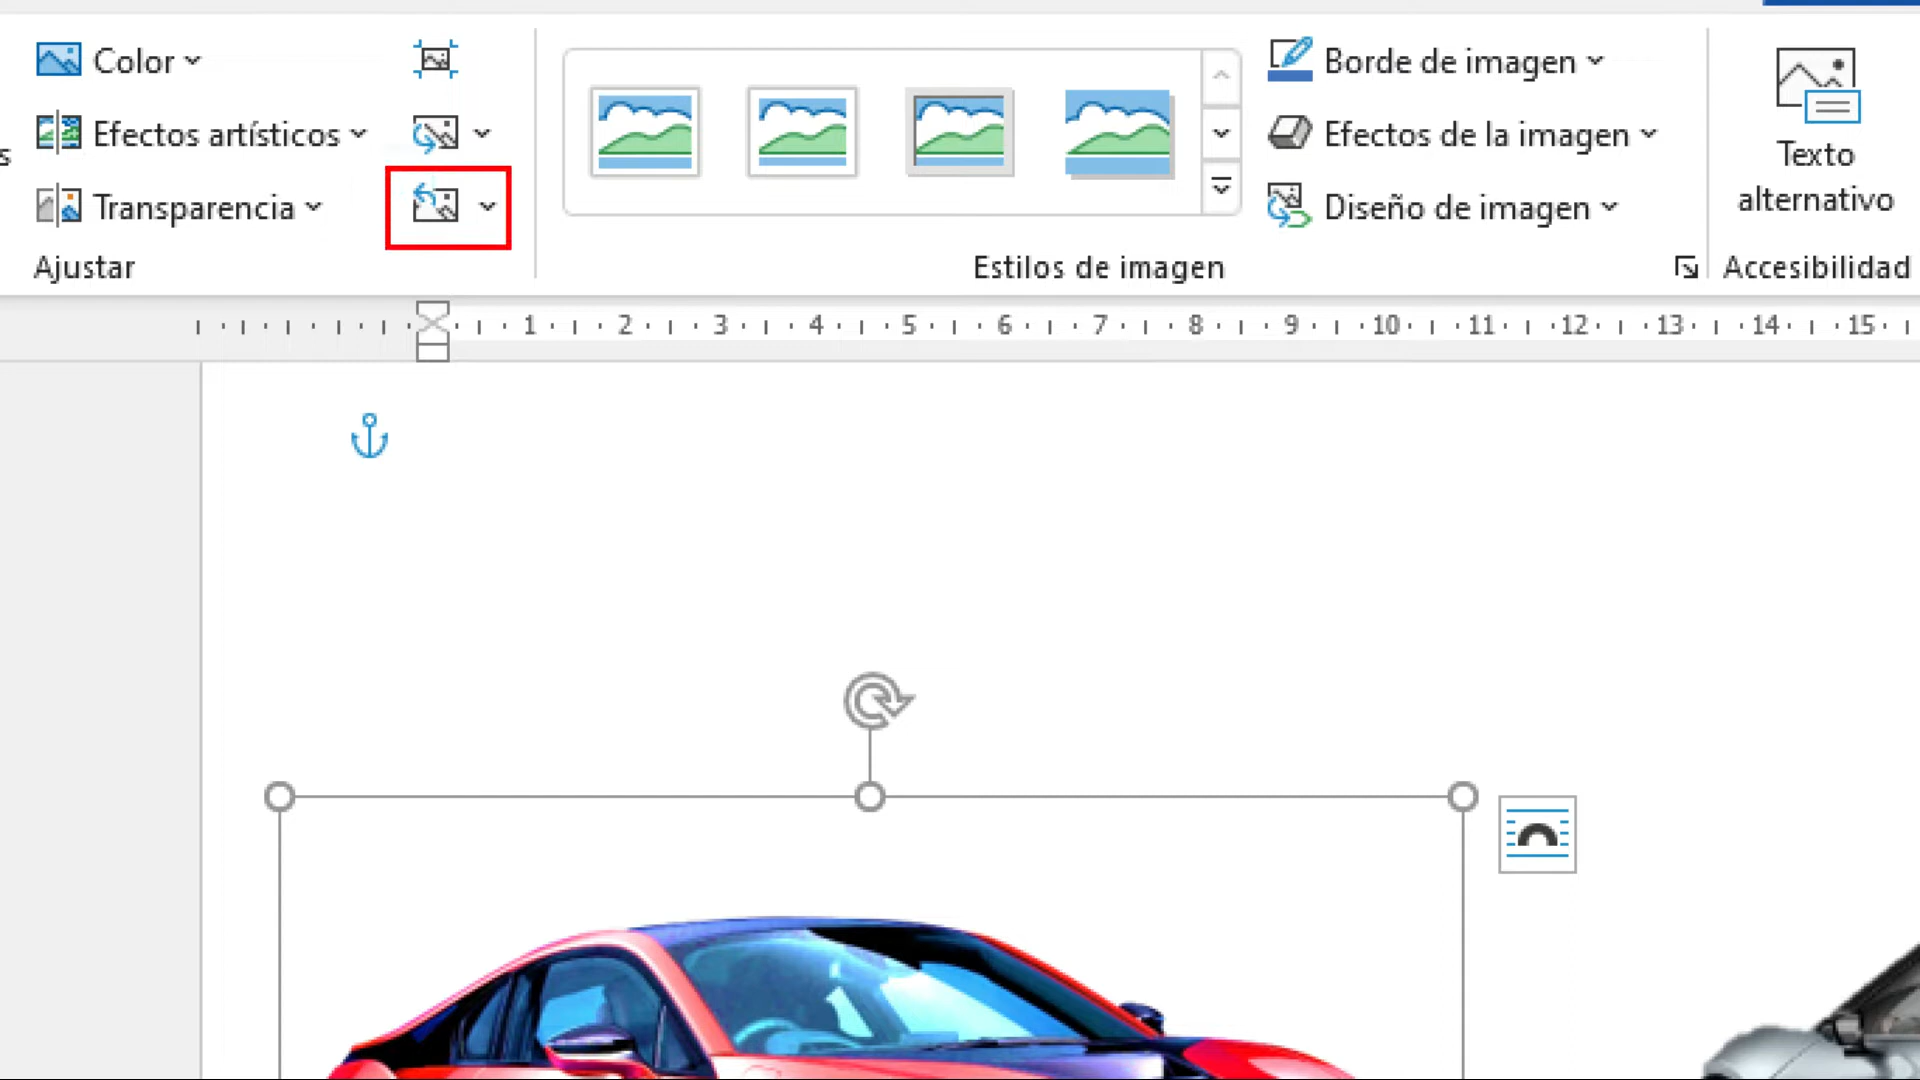 Color
Efectos artísticos
Transparencia
Ajustar
Estilos de imagen
Borde de imagen
Efectos de la imagen
Diseño de imagen
Texto
alternativo
Accesibilidad
1 2 3 4 5 6 7 8 9 10 11 12 13 14 15